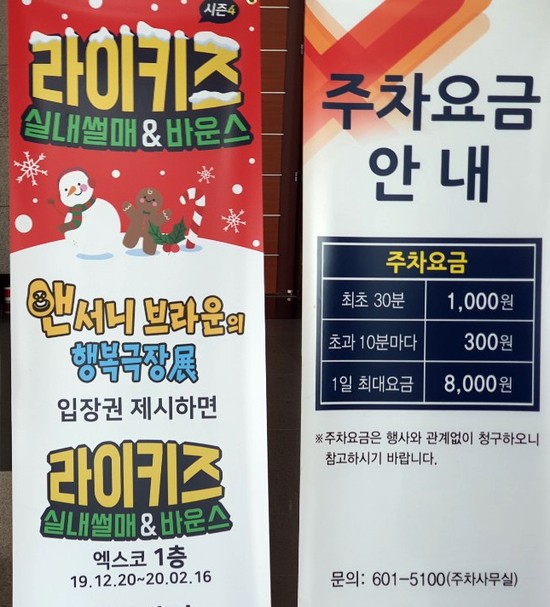 시즌4
라이키즈
실내썰매&바운스
앤서니 브라운의
행복극장展
입장권 제시하면
라이키즈
실내썰매&바운스
엑스코 1층
19.12.20~20.02.16
주차요금
안내
주차요금
최초 30분 1,000원
초과 10분마다 300원
1일 최대요금 8,000원
※주차요금은 행사와 관계없이 청구하오니
참고하시기 바랍니다.
문의: 601-5100(주차사무실)